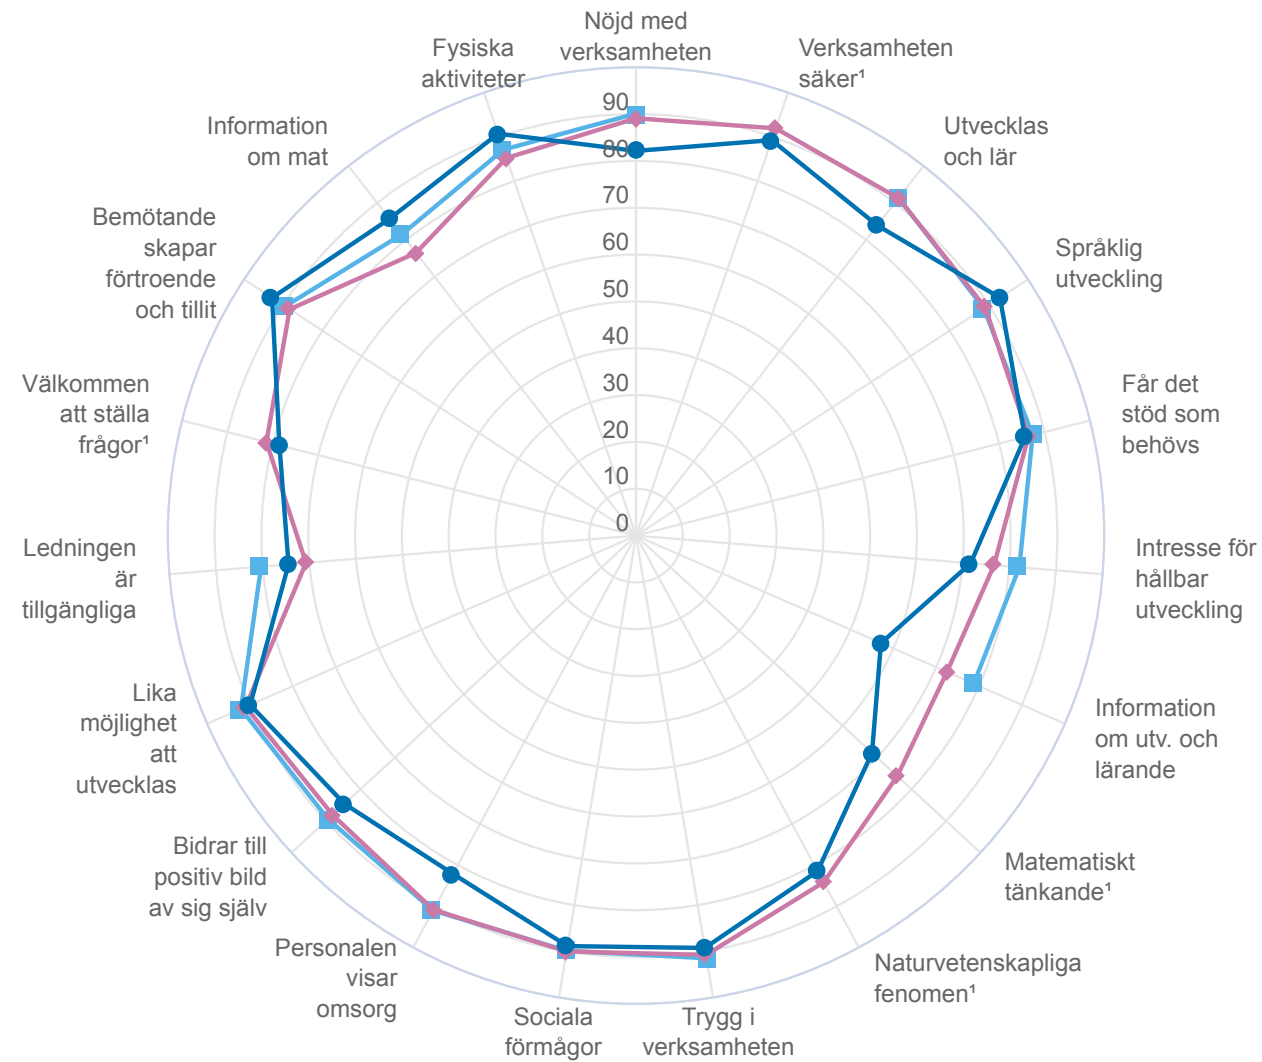 Nöjd med
verksamheten
Verksamheten
säker¹
Utvecklas
och lär
Språklig
utveckling
Får det
stöd som
behövs
Intresse för
hållbar
utveckling
Information
om utv. och
lärande
Matematiskt
tänkande¹
Naturvetenskapliga
fenomen¹
Trygg i
verksamheten
Sociala
förmågor
Personalen
visar
omsorg
Bidrar till
positiv bild
av sig själv
Lika
möjlighet
att
utvecklas
Ledningen
är
tillgängliga
Välkommen
att ställa
frågor¹
Bemötande
skapar
förtroende
och tillit
Information
om mat
Fysiska
aktiviteter
90
80
70
60
50
40
30
20
10
0